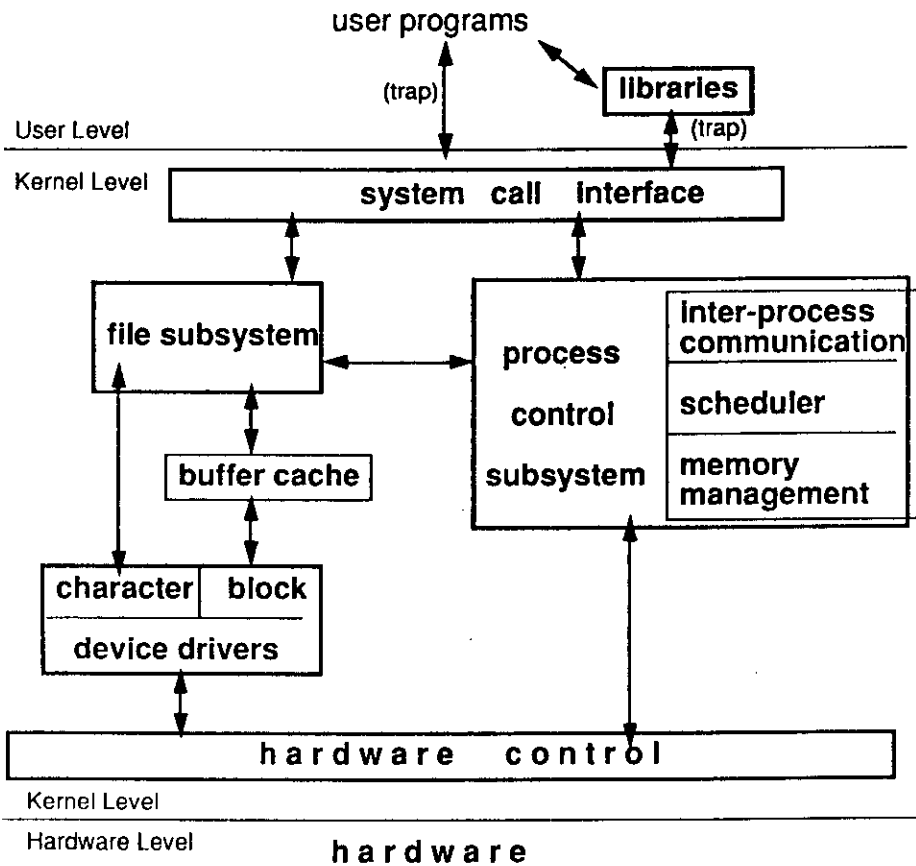 user programs
(trap)
libraries
(trap)
User Level
Kernel Level
system call interface
file subsystem
inter-process
communication
process
control
subsystem
scheduler
memory
management
buffer cache
character
block
device drivers
hardware control
Kernel Level
Hardware Level
hardware